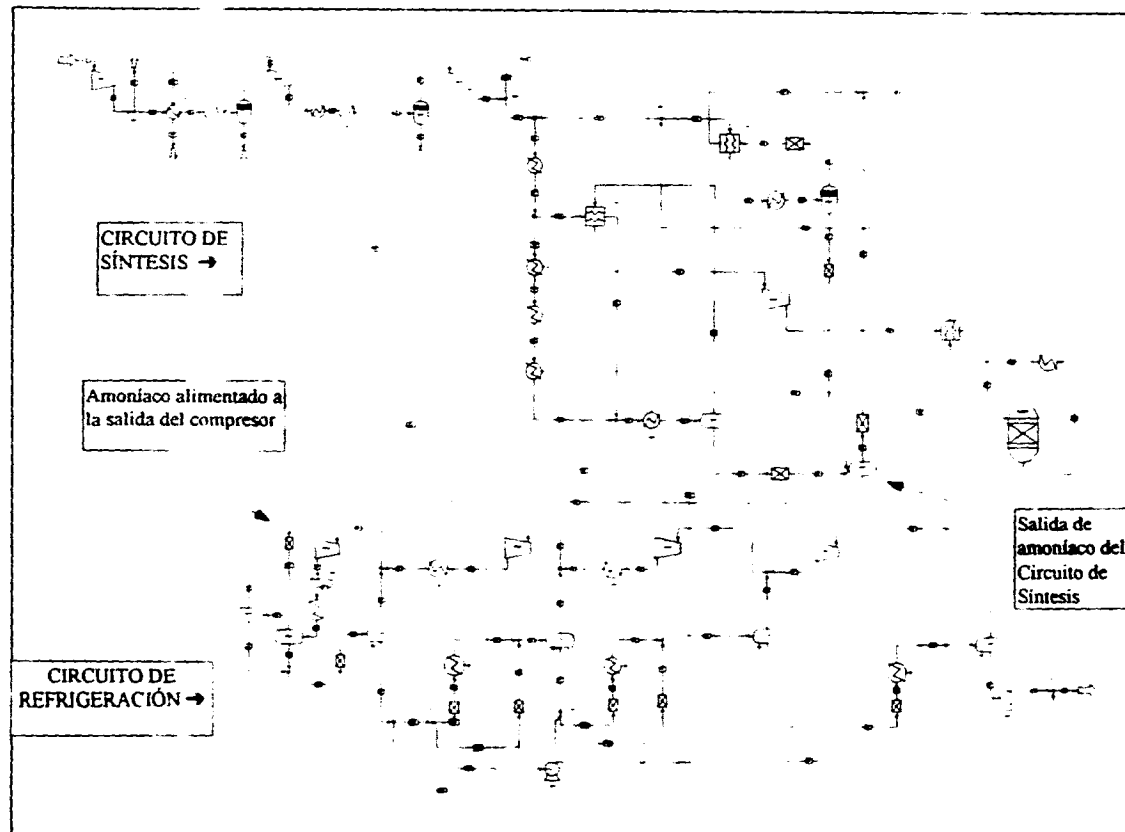 CIRCUITO DE
SÍNTESIS →
Amoníaco alimentado a
la salida del compresor
Salida de
amoníaco del
Circuito de
Síntesis
CIRCUITO DE
REFRIGERACIÓN →